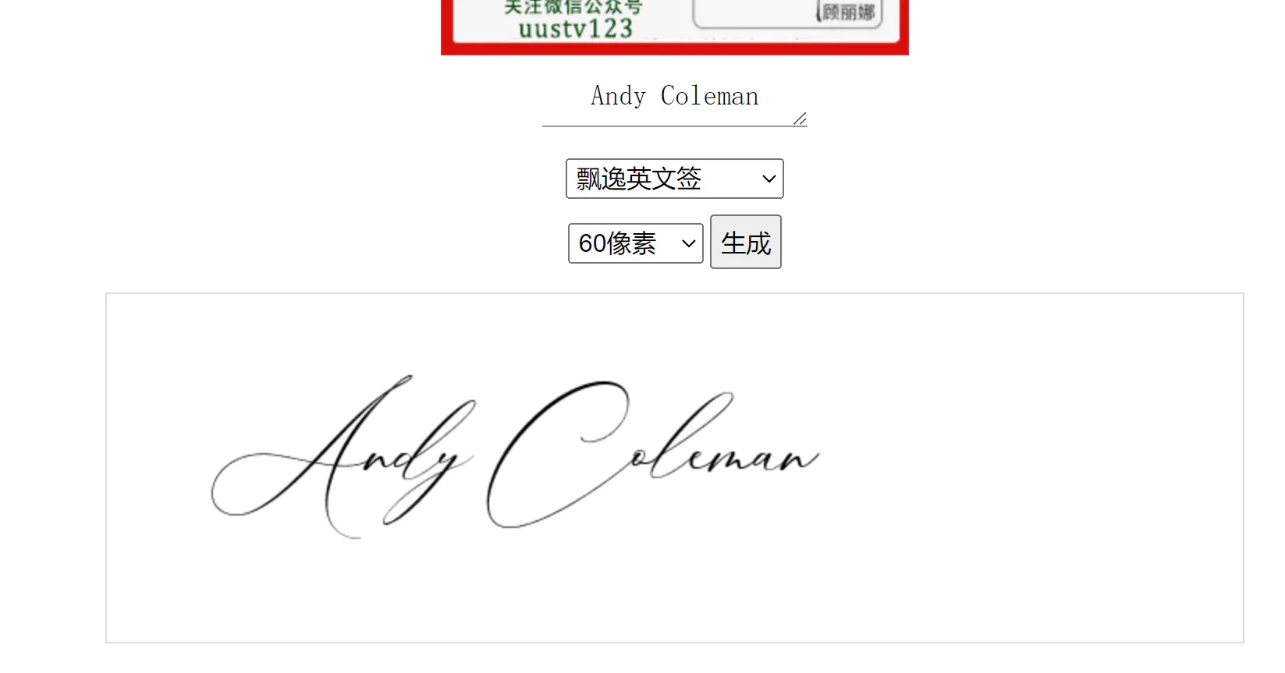 关注微信公众号
顾丽娜
uustv123
Andy Coleman
飘逸英文签
60像素
生成
Andy Coleman